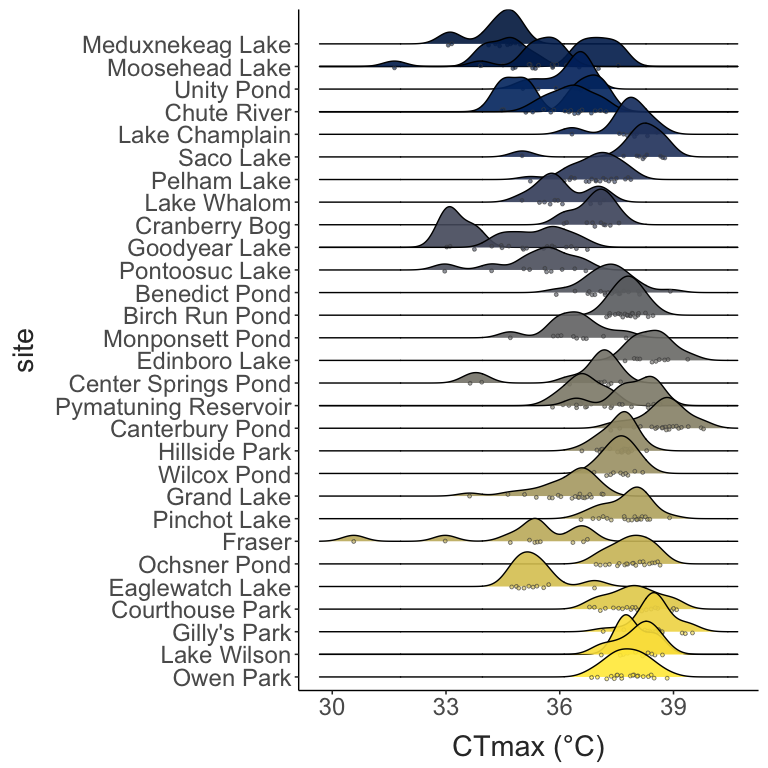 Meduxnekeag Lake
Moosehead Lake
Unity Pond
Chute River
Lake Champlain
Saco Lake
Pelham Lake
Lake Whalom
Cranberry Bog
Goodyear Lake
Pontoosuc Lake
Benedict Pond
Birch Run Pond
Monponsett Pond
Edinboro Lake
Center Springs Pond
Pymatuning Reservoir
Canterbury Pond
Hillside Park
Wilcox Pond
Grand Lake
Pinchot Lake
Fraser
Ochsner Pond
Eaglewatch Lake
Courthouse Park
Gilly's Park
Lake Wilson
Owen Park
site
30 33 36 39
CTmax (°C)